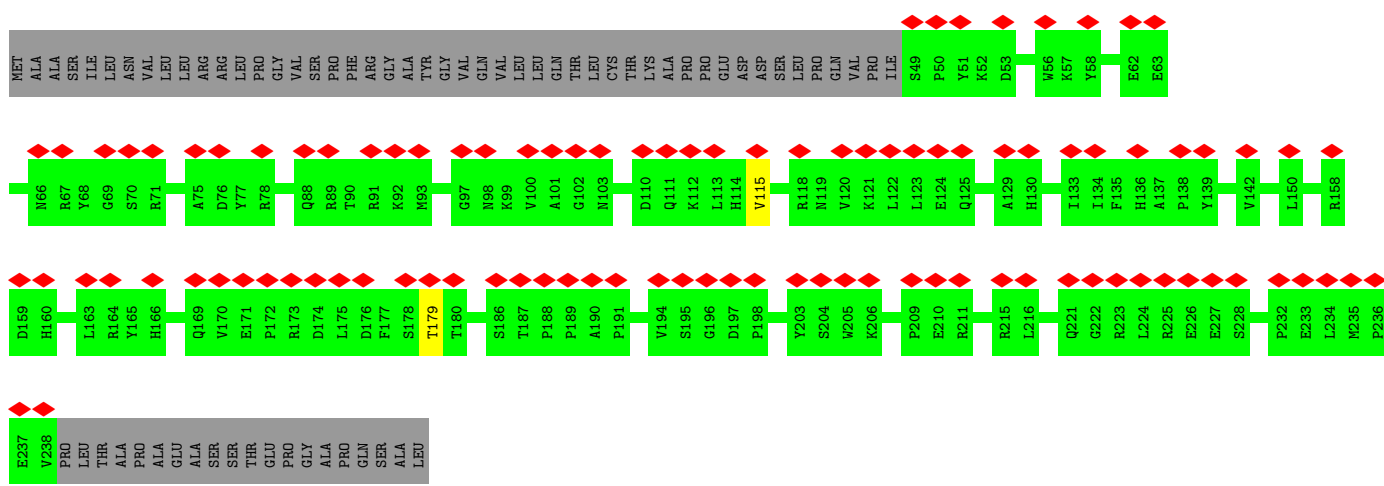 MET ALA ALA SER ILE LEU ASN VAL LEU LEU ARG ARG LEU PRO GLY VAL SER PRO PHE ARG GLY ALA TYR GLY VAL GLN VAL LEU LEU GLN THR LEU CYS THR LYS ALA PRO PRO GLU ASP ASP SER LEU PRO GLN VAL PRO ILE S49 P50 Y51 K52 D53 W56 K57 Y58 E62 E63
N66 R67 Y68 G69 S70 R71 A75 D76 Y77 R78 Q88 R89 T90 R91 K92 M93 G97 N98 K99 V100 A101 G102 N103 D110 Q111 K112 L113 H114 V115 R118 N119 V120 K121 L122 L123 E124 Q125 A129 H130 I133 I134 F135 H136 A137 P138 Y139 V142 L150 R158
D159 H160 L163 R164 Y165 H166 Q169 V170 E171 P172 R173 D174 L175 D176 F177 S178 T179 T180 S186 T187 P188 P189 A190 P191 V194 S195 G196 D197 P198 Y203 S204 W205 K206 P209 E210 R211 R215 L216 Q221 G222 R223 L224 R225 E226 E227 S228 P232 E233 L234 M235 P236
E237 V238 PRO LEU THR ALA PRO ALA GLU ALA SER SER THR GLU PRO GLY ALA PRO GLN SER ALA LEU